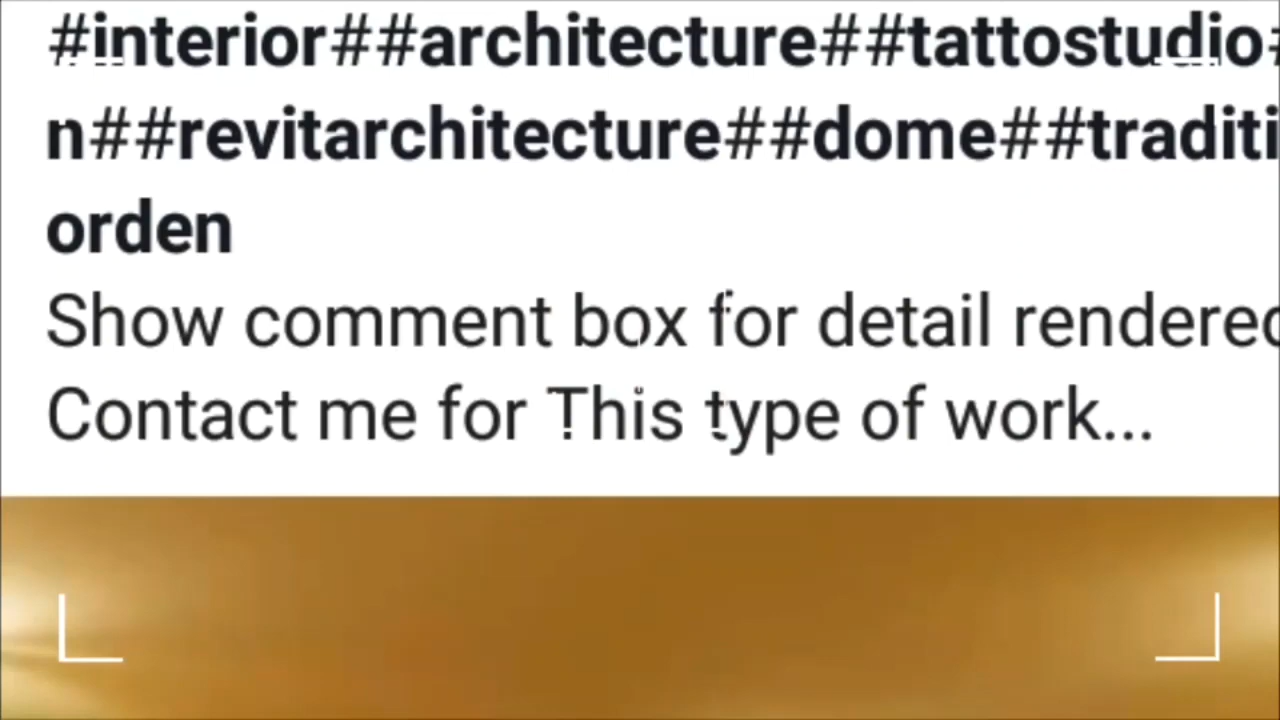 #interior##architecture##tattostudio#
n##revitarchitecture##dome##traditi
orden
Show comment box for detail rendered
Contact me for This type of work...